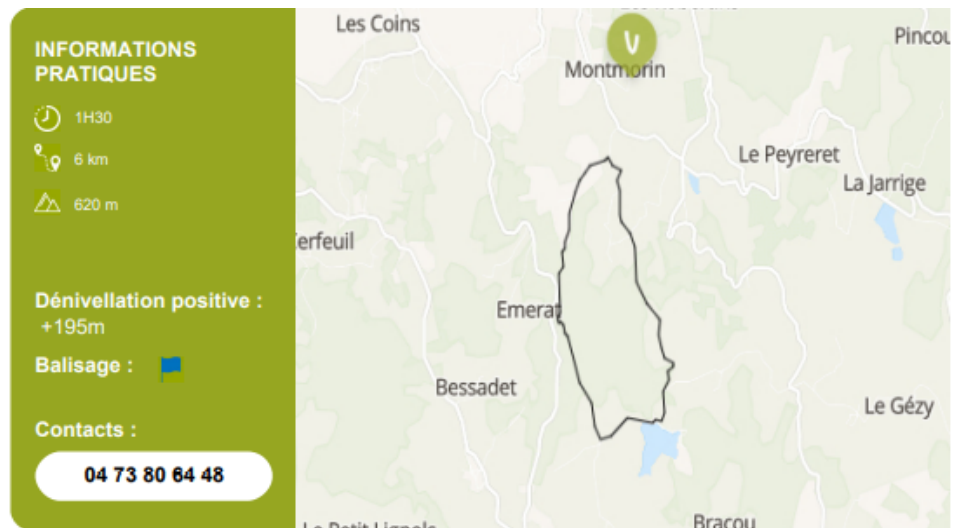 INFORMATIONS
PRATIQUES
1H30
6 km
620 m
Dénivellation positive :
+195m
Balisage :
Contacts :
04 73 80 64 48
Les Coins
Montmorin
Le Peyreret
La Jarrige
Emerat
Bessadet
Le Gézy
Bracou